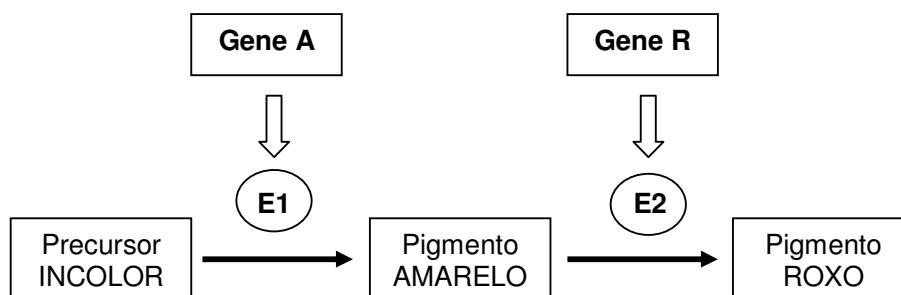 Gene A
Gene R
E1
E2
Precursor
INCOLOR
Pigmento
AMARELO
Pigmento
ROXO